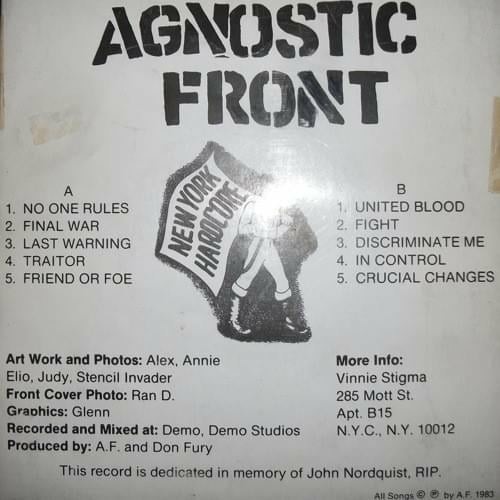 AGNOSTIC
FRONT
NEW YORK
HARDCORE
A
1. NO ONE RULES
2. FINAL WAR
3. LAST WARNING
4. TRAITOR
5. FRIEND OR FOE
B
1. UNITED BLOOD
2. FIGHT
3. DISCRIMINATE ME
4. IN CONTROL
5. CRUCIAL CHANGES
Art Work and Photos: Alex, Annie
Elio, Judy, Stencil Invader
Front Cover Photo: Ran D.
Graphics: Glenn
Recorded and Mixed at: Demo, Demo Studios
Produced by: A.F. and Don Fury
More Info:
Vinnie Stigma
285 Mott St.
Apt. B15
N.Y.C., N.Y. 10012
This record is dedicated in memory of John Nordquist, RIP.
All Songs © ℗ by A.F. 1983